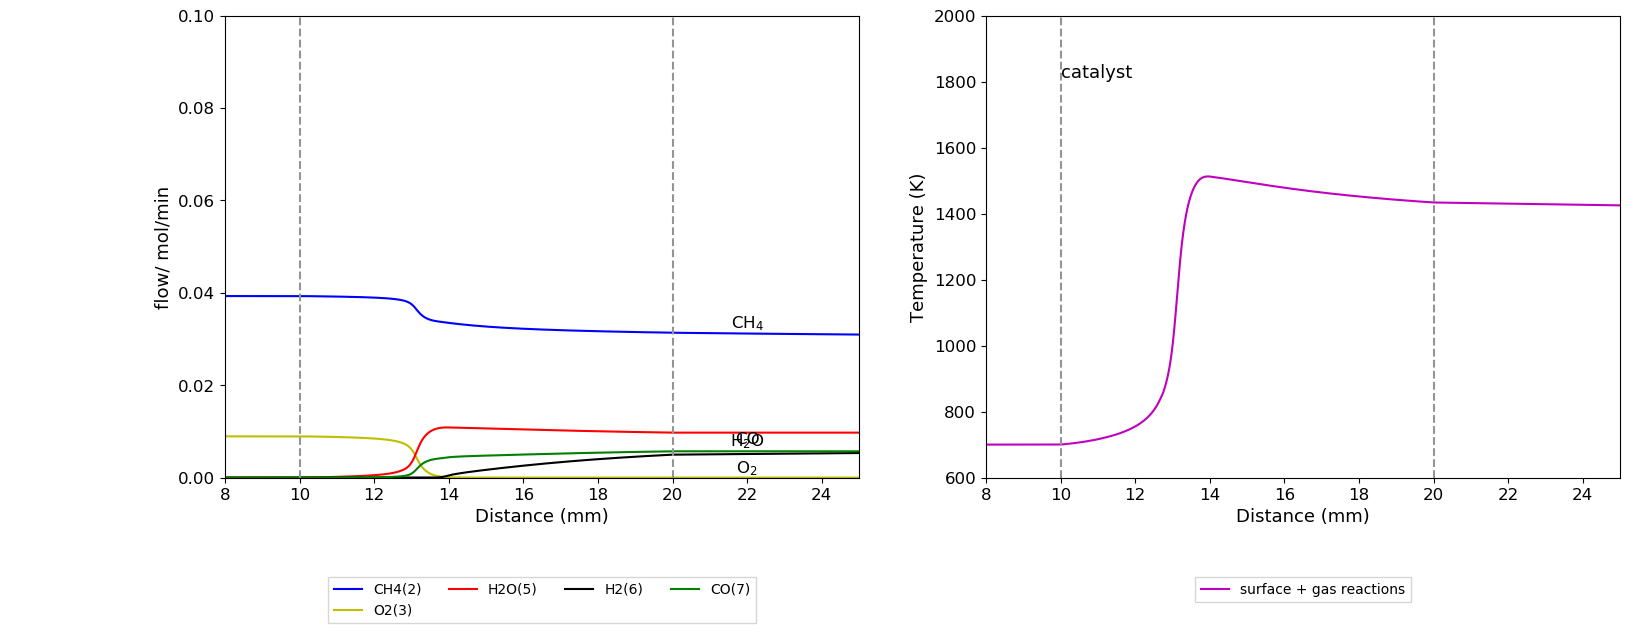 0.10
0.08
0.06
0.04
0.02
0.00
flow/ mol/min
CH₄
CO
H₂O
O₂
8 10 12 14 16 18 20 22 24
Distance (mm)
CH4(2) H2O(5) H2(6) CO(7)
O2(3)
2000
1800
1600
1400
1200
1000
800
600
Temperature (K)
catalyst
8 10 12 14 16 18 20 22 24
Distance (mm)
surface + gas reactions